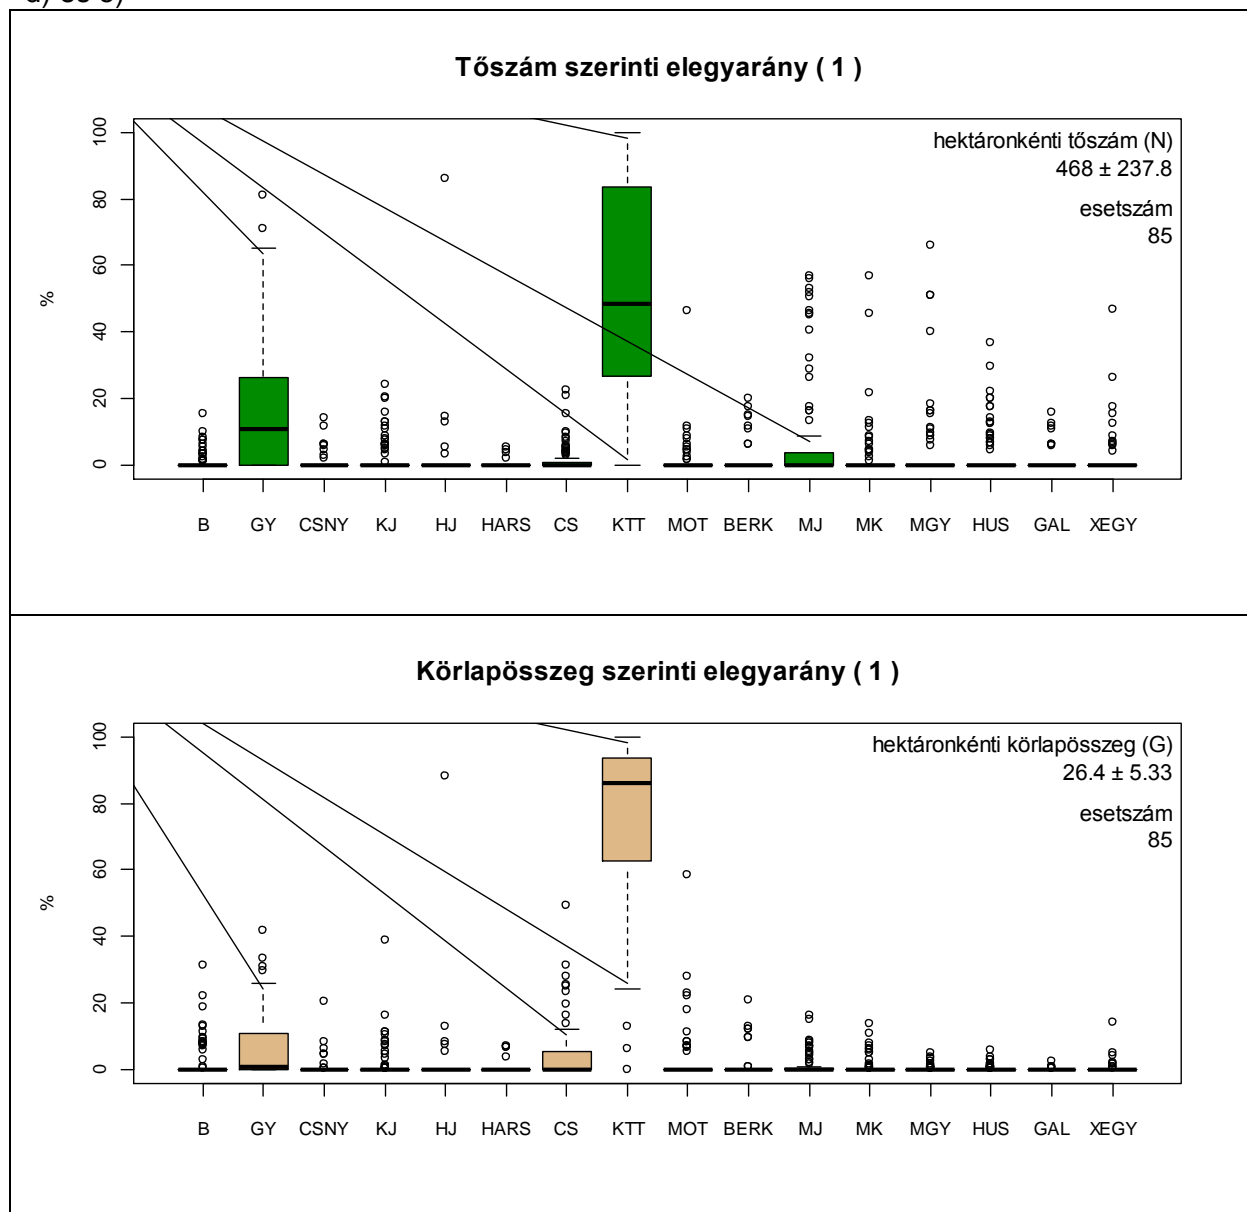 Tőszám szerinti elegyarány ( 1 )
hektáronkénti tőszám (N)
468 ± 237.8
esetszám
85
%
100
80
60
40
20
0
B GY CSNY KJ HJ HARS CS KTT MOT BERK MJ MK MGY HUS GAL XEGY
Körlapösszeg szerinti elegyarány ( 1 )
hektáronkénti körlapösszeg (G)
26.4 ± 5.33
esetszám
85
%
100
80
60
40
20
0
B GY CSNY KJ HJ HARS CS KTT MOT BERK MJ MK MGY HUS GAL XEGY